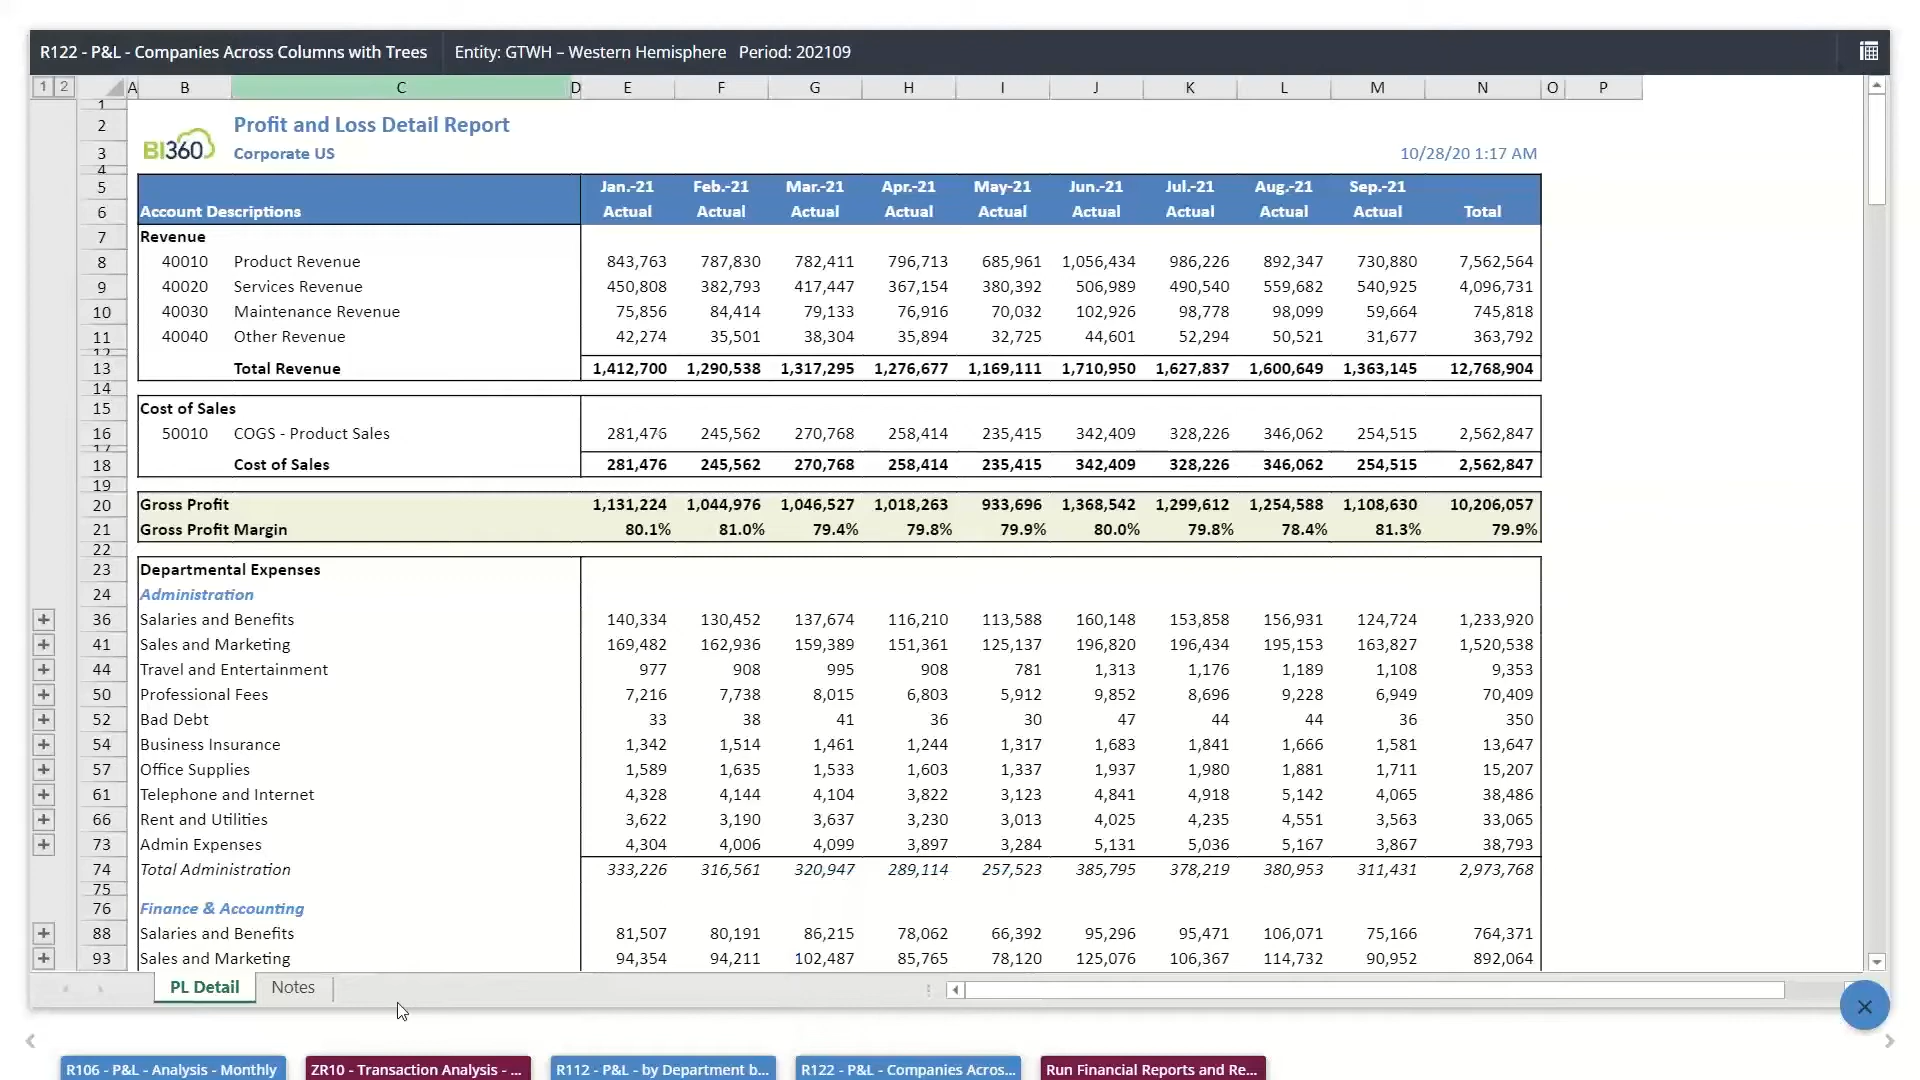 R122 - P&L - Companies Across Columns with Trees Entity: GTWH – Western Hemisphere Period: 202109
1 2 A B C D E F G H I J K L M N O P
1
2 Profit and Loss Detail Report
BI360
3 Corporate US 10/28/20 1:17 AM
4
5 Jan.-21 Feb.-21 Mar.-21 Apr.-21 May-21 Jun.-21 Jul.-21 Aug.-21 Sep.-21
6 Account Descriptions Actual Actual Actual Actual Actual Actual Actual Actual Actual Total
7 Revenue
8 40010 Product Revenue 843,763 787,830 782,411 796,713 685,961 1,056,434 986,226 892,347 730,880 7,562,564
9 40020 Services Revenue 450,808 382,793 417,447 367,154 380,392 506,989 490,540 559,682 540,925 4,096,731
10 40030 Maintenance Revenue 75,856 84,414 79,133 76,916 70,032 102,926 98,778 98,099 59,664 745,818
11 40040 Other Revenue 42,274 35,501 38,304 35,894 32,725 44,601 52,294 50,521 31,677 363,792
12
13 Total Revenue 1,412,700 1,290,538 1,317,295 1,276,677 1,169,111 1,710,950 1,627,837 1,600,649 1,363,145 12,768,904
14
15 Cost of Sales
16 50010 COGS - Product Sales 281,476 245,562 270,768 258,414 235,415 342,409 328,226 346,062 254,515 2,562,847
17
18 Cost of Sales 281,476 245,562 270,768 258,414 235,415 342,409 328,226 346,062 254,515 2,562,847
19
20 Gross Profit 1,131,224 1,044,976 1,046,527 1,018,263 933,696 1,368,542 1,299,612 1,254,588 1,108,630 10,206,057
21 Gross Profit Margin 80.1% 81.0% 79.4% 79.8% 79.9% 80.0% 79.8% 78.4% 81.3% 79.9%
22
23 Departmental Expenses
24 Administration
36 Salaries and Benefits 140,334 130,452 137,674 116,210 113,588 160,148 153,858 156,931 124,724 1,233,920
41 Sales and Marketing 169,482 162,936 159,389 151,361 125,137 196,820 196,434 195,153 163,827 1,520,538
44 Travel and Entertainment 977 908 995 908 781 1,313 1,176 1,189 1,108 9,353
50 Professional Fees 7,216 7,738 8,015 6,803 5,912 9,852 8,696 9,228 6,949 70,409
52 Bad Debt 33 38 41 36 30 47 44 44 36 350
54 Business Insurance 1,342 1,514 1,461 1,244 1,317 1,683 1,841 1,666 1,581 13,647
57 Office Supplies 1,589 1,635 1,533 1,603 1,337 1,937 1,980 1,881 1,711 15,207
61 Telephone and Internet 4,328 4,144 4,104 3,822 3,123 4,841 4,918 5,142 4,065 38,486
66 Rent and Utilities 3,622 3,190 3,637 3,230 3,013 4,025 4,235 4,551 3,563 33,065
73 Admin Expenses 4,304 4,006 4,099 3,897 3,284 5,131 5,036 5,167 3,867 38,793
74 Total Administration 333,226 316,561 320,947 289,114 257,523 385,795 378,219 380,953 311,431 2,973,768
75
76 Finance & Accounting
88 Salaries and Benefits 81,507 80,191 86,215 78,062 66,392 95,296 95,471 106,071 75,166 764,371
93 Sales and Marketing 94,354 94,211 102,487 85,765 78,120 125,076 106,367 114,732 90,952 892,064
PL Detail Notes
R106 - P&L - Analysis - Monthly ZR10 - Transaction Analysis - ... R112 - P&L - by Department b... R122 - P&L - Companies Acros... Run Financial Reports and Re...